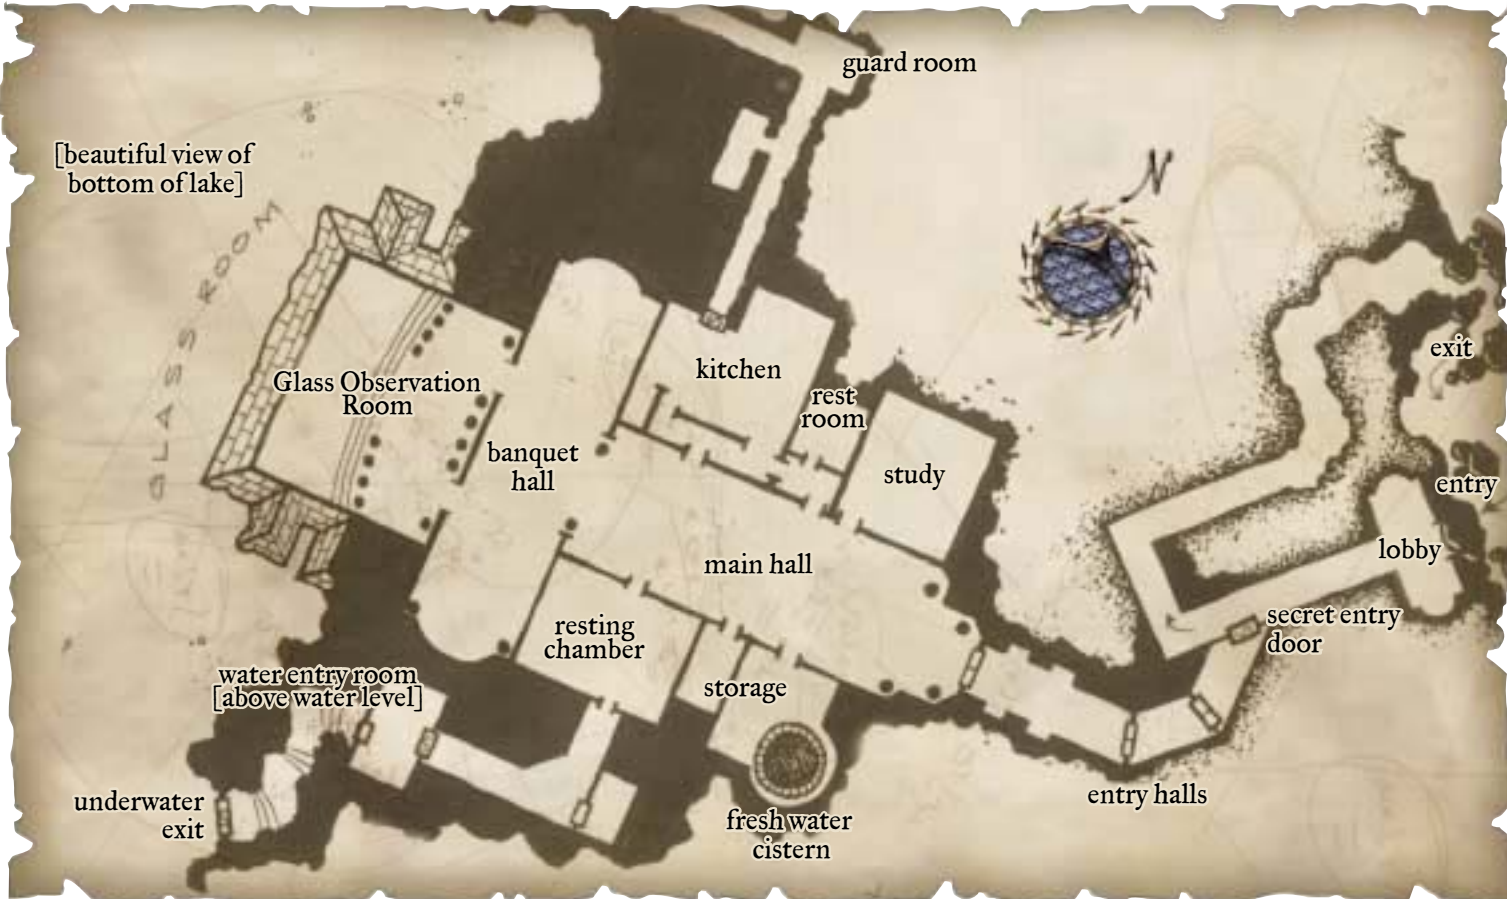 guard room
[beautiful view of
bottom of lake]
N
GLASS ROOM
exit
kitchen
Glass Observation
Room
rest
room
banquet
hall
study
entry
lobby
main hall
secret entry
door
resting
chamber
water entry room
[above water level]
storage
entry halls
underwater
exit
fresh water
cistern